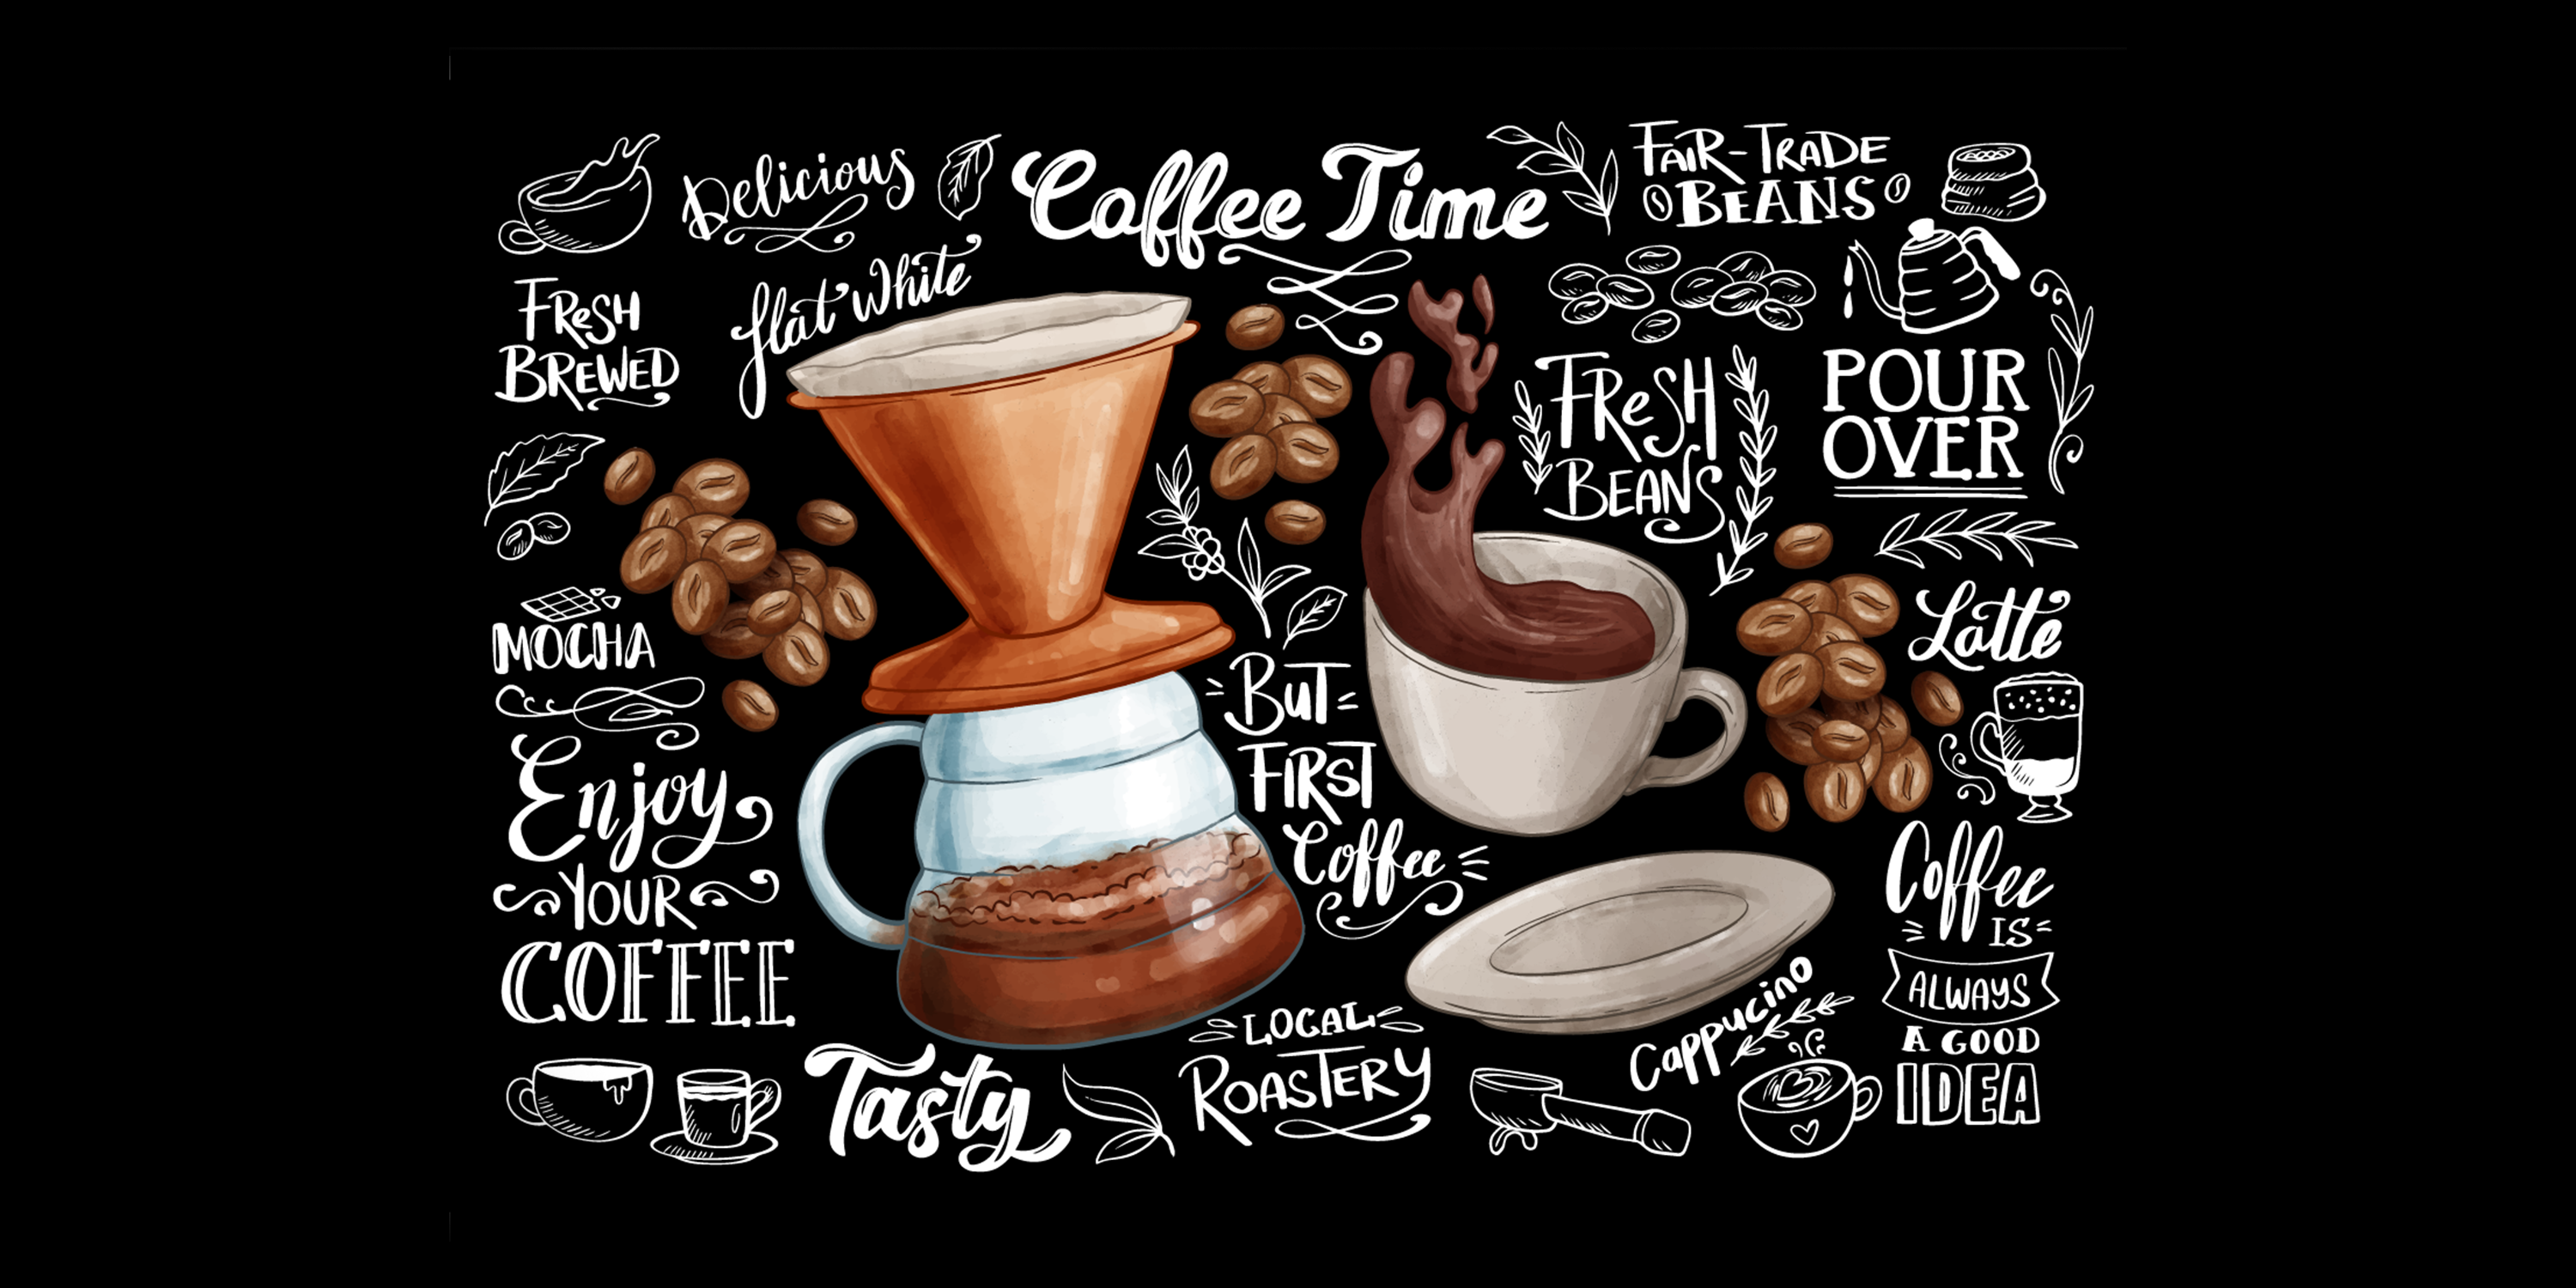 Delicious
Coffee Time
FAIR-TRADE
BEANS
flat White
FReSH
BREWED
FReSH
BEANS
POUR
OVER
MOCHA
Latte
BuT
FIRST
Coffee
Enjoy
YOUR
COFFEE
Coffee
IS
ALWAYS
A GOOD
IDEA
Cappucino
LOCAL
ROASTERY
Tasty